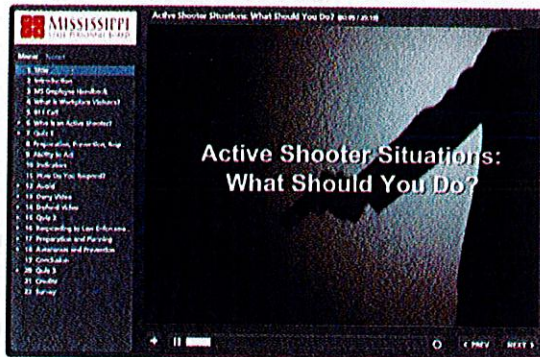 MISSISSIPPI
STATE PERSONNEL BOARD
Active Shooter Situations: What Should You Do?
Menu Notes
1 Title
2 Introduction
3 MS Employee Handbook
4 What is Workplace Violence?
5 911 Call
6 Who is an Active Shooter?
7 Quiz 1
8 Preparation, Prevention, Resp
9 Ability to Act
10 Indicators
11 How Do You Respond?
12 Avoid
13 Deny Video
14 Defend Video
15 Quiz 2
16 Responding to Law Enforceme
17 Preparation and Planning
18 Awareness and Prevention
19 Conclusion
20 Quiz 3
21 Credits
22 Survey
Active Shooter Situations:
What Should You Do?
< PREV NEXT >